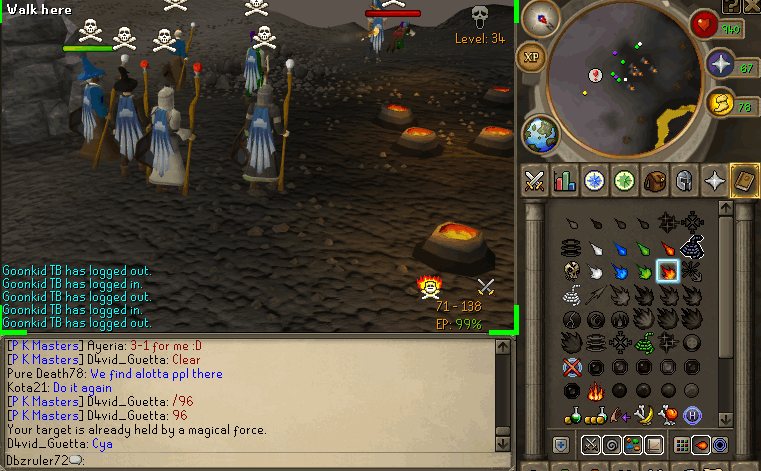 Walk here
Level: 34
740
XP
67
78
Goonkid TB has logged out.
Goonkid TB has logged in.
Goonkid TB has logged out.
Goonkid TB has logged in.
Goonkid TB has logged out.
71 - 138
EP: 99%
[P K Masters] Ayeria: 3-1 for me :D
[P K Masters] D4vid_Guetta: Clear
Pure Death78: We find alotta ppl there
Kota21: Do it again
[P K Masters] D4vid_Guetta: /96
[P K Masters] D4vid_Guetta: 96
Your target is already held by a magical force.
D4vid_Guetta: Cya
Dbzruler72:
H